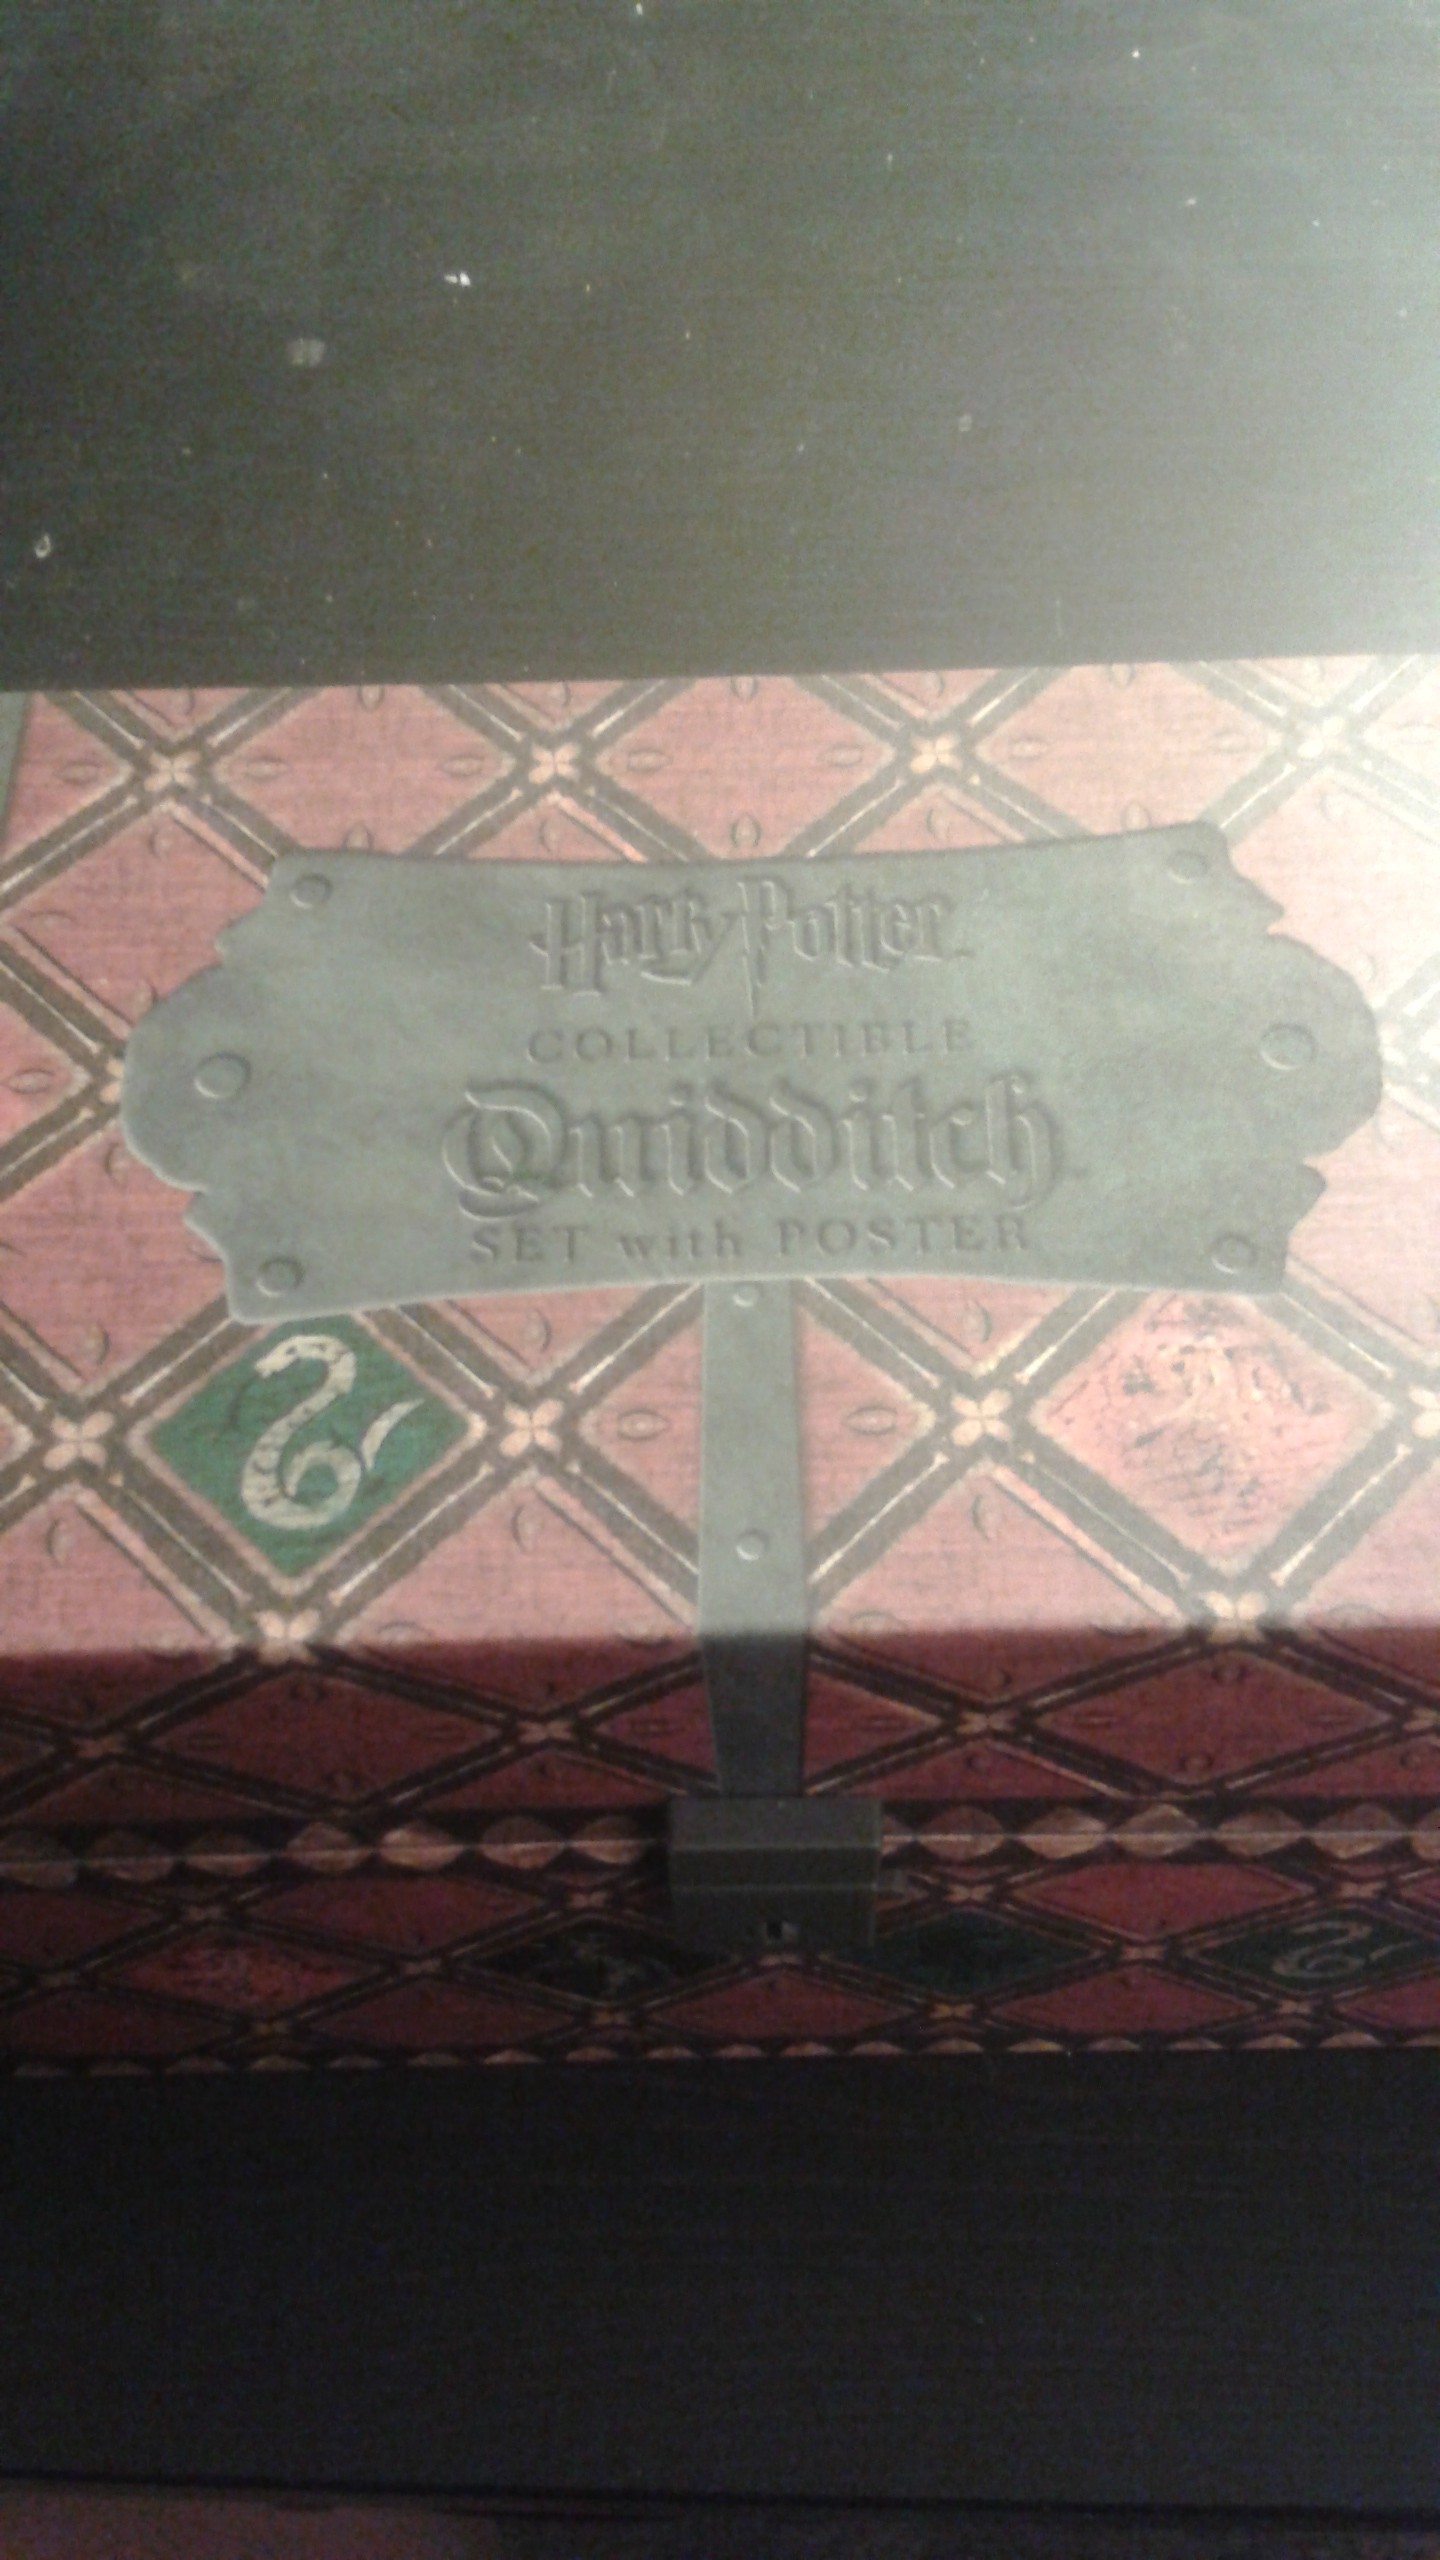 Harry Potter
COLLECTIBLE
Quidditch
SET with POSTER